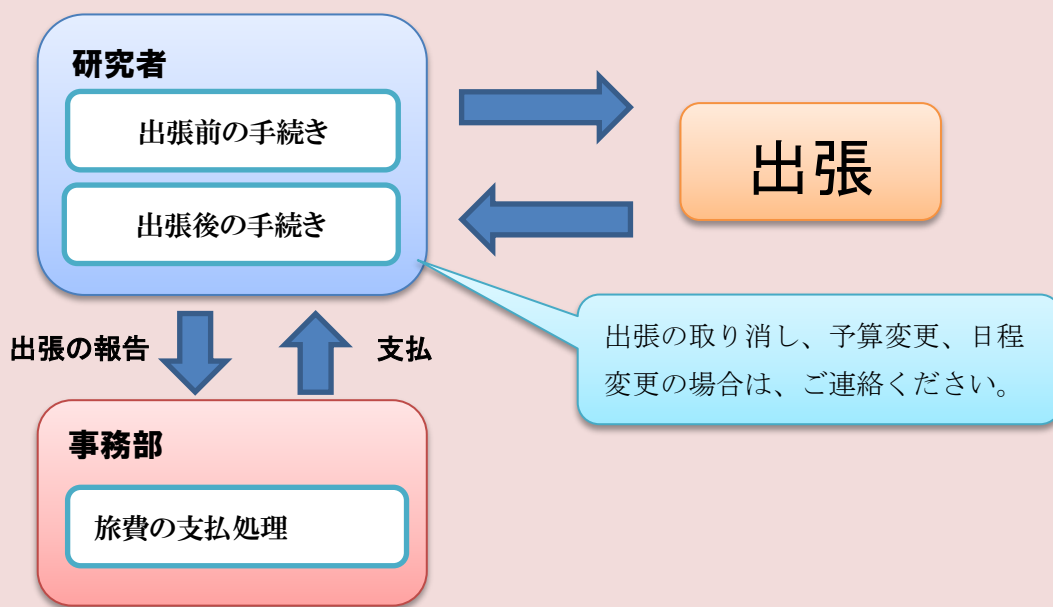 研究者
出張前の手続き
出張後の手続き
出張
出張の取り消し、予算変更、日程
変更の場合は、ご連絡ください。
出張の報告
支払
事務部
旅費の支払処理